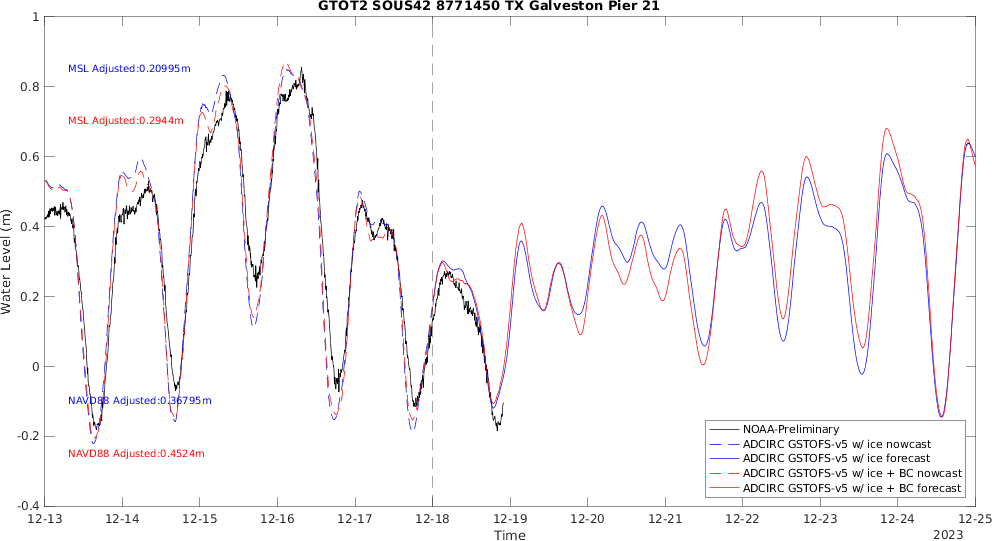 GTOT2 SOUS42 8771450 TX Galveston Pier 21
1
0.8
0.6
0.4
0.2
0
-0.2
-0.4
Water Level (m)
MSL Adjusted:0.20995m
MSL Adjusted:0.2944m
NAVD88 Adjusted:0.36795m
NAVD88 Adjusted:0.4524m
NOAA-Preliminary
ADCIRC GSTOFS-v5 w/ ice nowcast
ADCIRC GSTOFS-v5 w/ ice forecast
ADCIRC GSTOFS-v5 w/ ice + BC nowcast
ADCIRC GSTOFS-v5 w/ ice + BC forecast
12-13 12-14 12-15 12-16 12-17 12-18 12-19 12-20 12-21 12-22 12-23 12-24 12-25
Time
2023